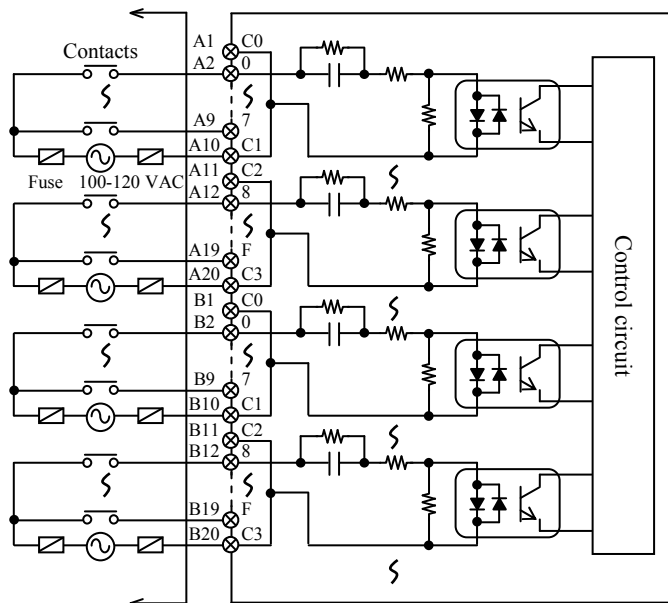 A1 C0
Contacts
A2 0
A9 7
A10 C1
A11 C2
Fuse 100-120 VAC
A12 8
A19 F
A20 C3
B1 C0
B2 0
B9 7
B10 C1
B11 C2
B12 8
B19 F
B20 C3
Control circuit